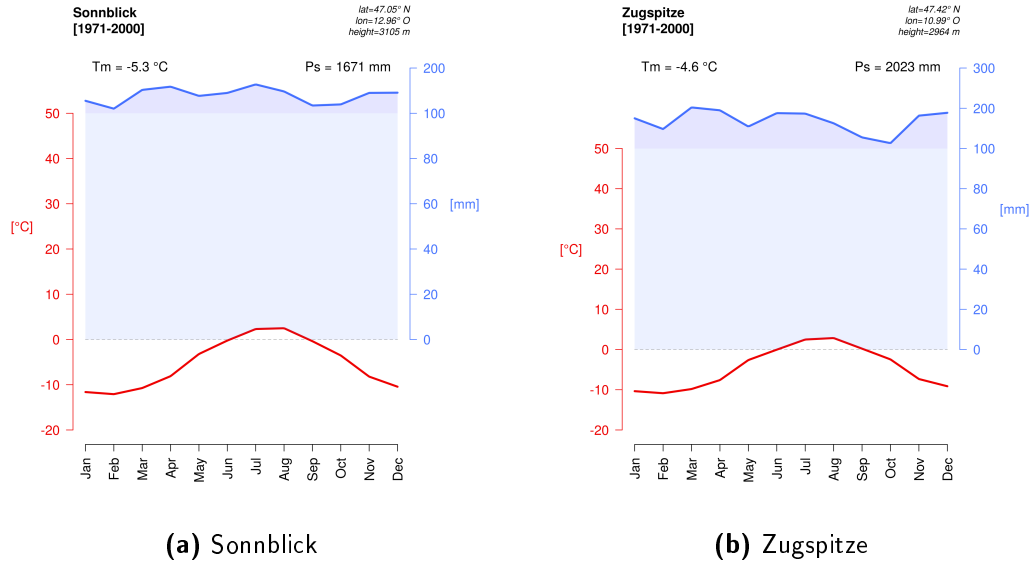 Sonnblick
[1971-2000]
lat=47.05° N
lon=12.96° O
height=3105 m
Tm = -5.3 °C
Ps = 1671 mm
50
40
30
20
10
0
-10
-20
[°C]
200
100
80
60
40
20
0
[mm]
Jan
Feb
Mar
Apr
May
Jun
Jul
Aug
Sep
Oct
Nov
Dec
(a) Sonnblick
Zugspitze
[1971-2000]
lat=47.42° N
lon=10.99° O
height=2964 m
Tm = -4.6 °C
Ps = 2023 mm
50
40
30
20
10
0
-10
-20
[°C]
300
200
100
80
60
40
20
0
[mm]
Jan
Feb
Mar
Apr
May
Jun
Jul
Aug
Sep
Oct
Nov
Dec
(b) Zugspitze